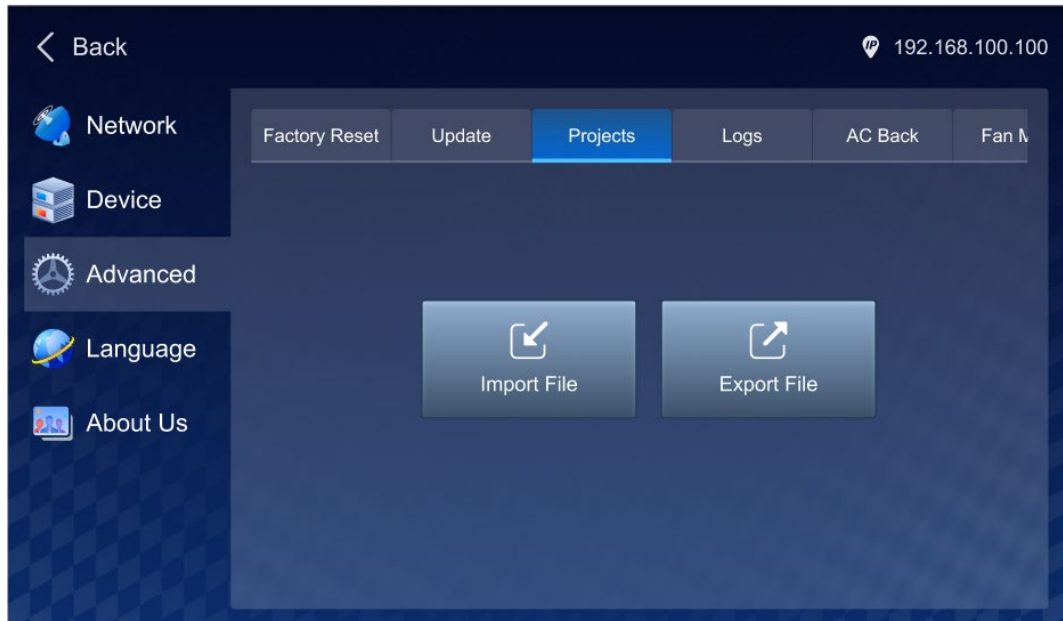 Back
192.168.100.100
Network
Device
Advanced
Language
About Us
Factory Reset
Update
Projects
Logs
AC Back
Fan
Import File
Export File